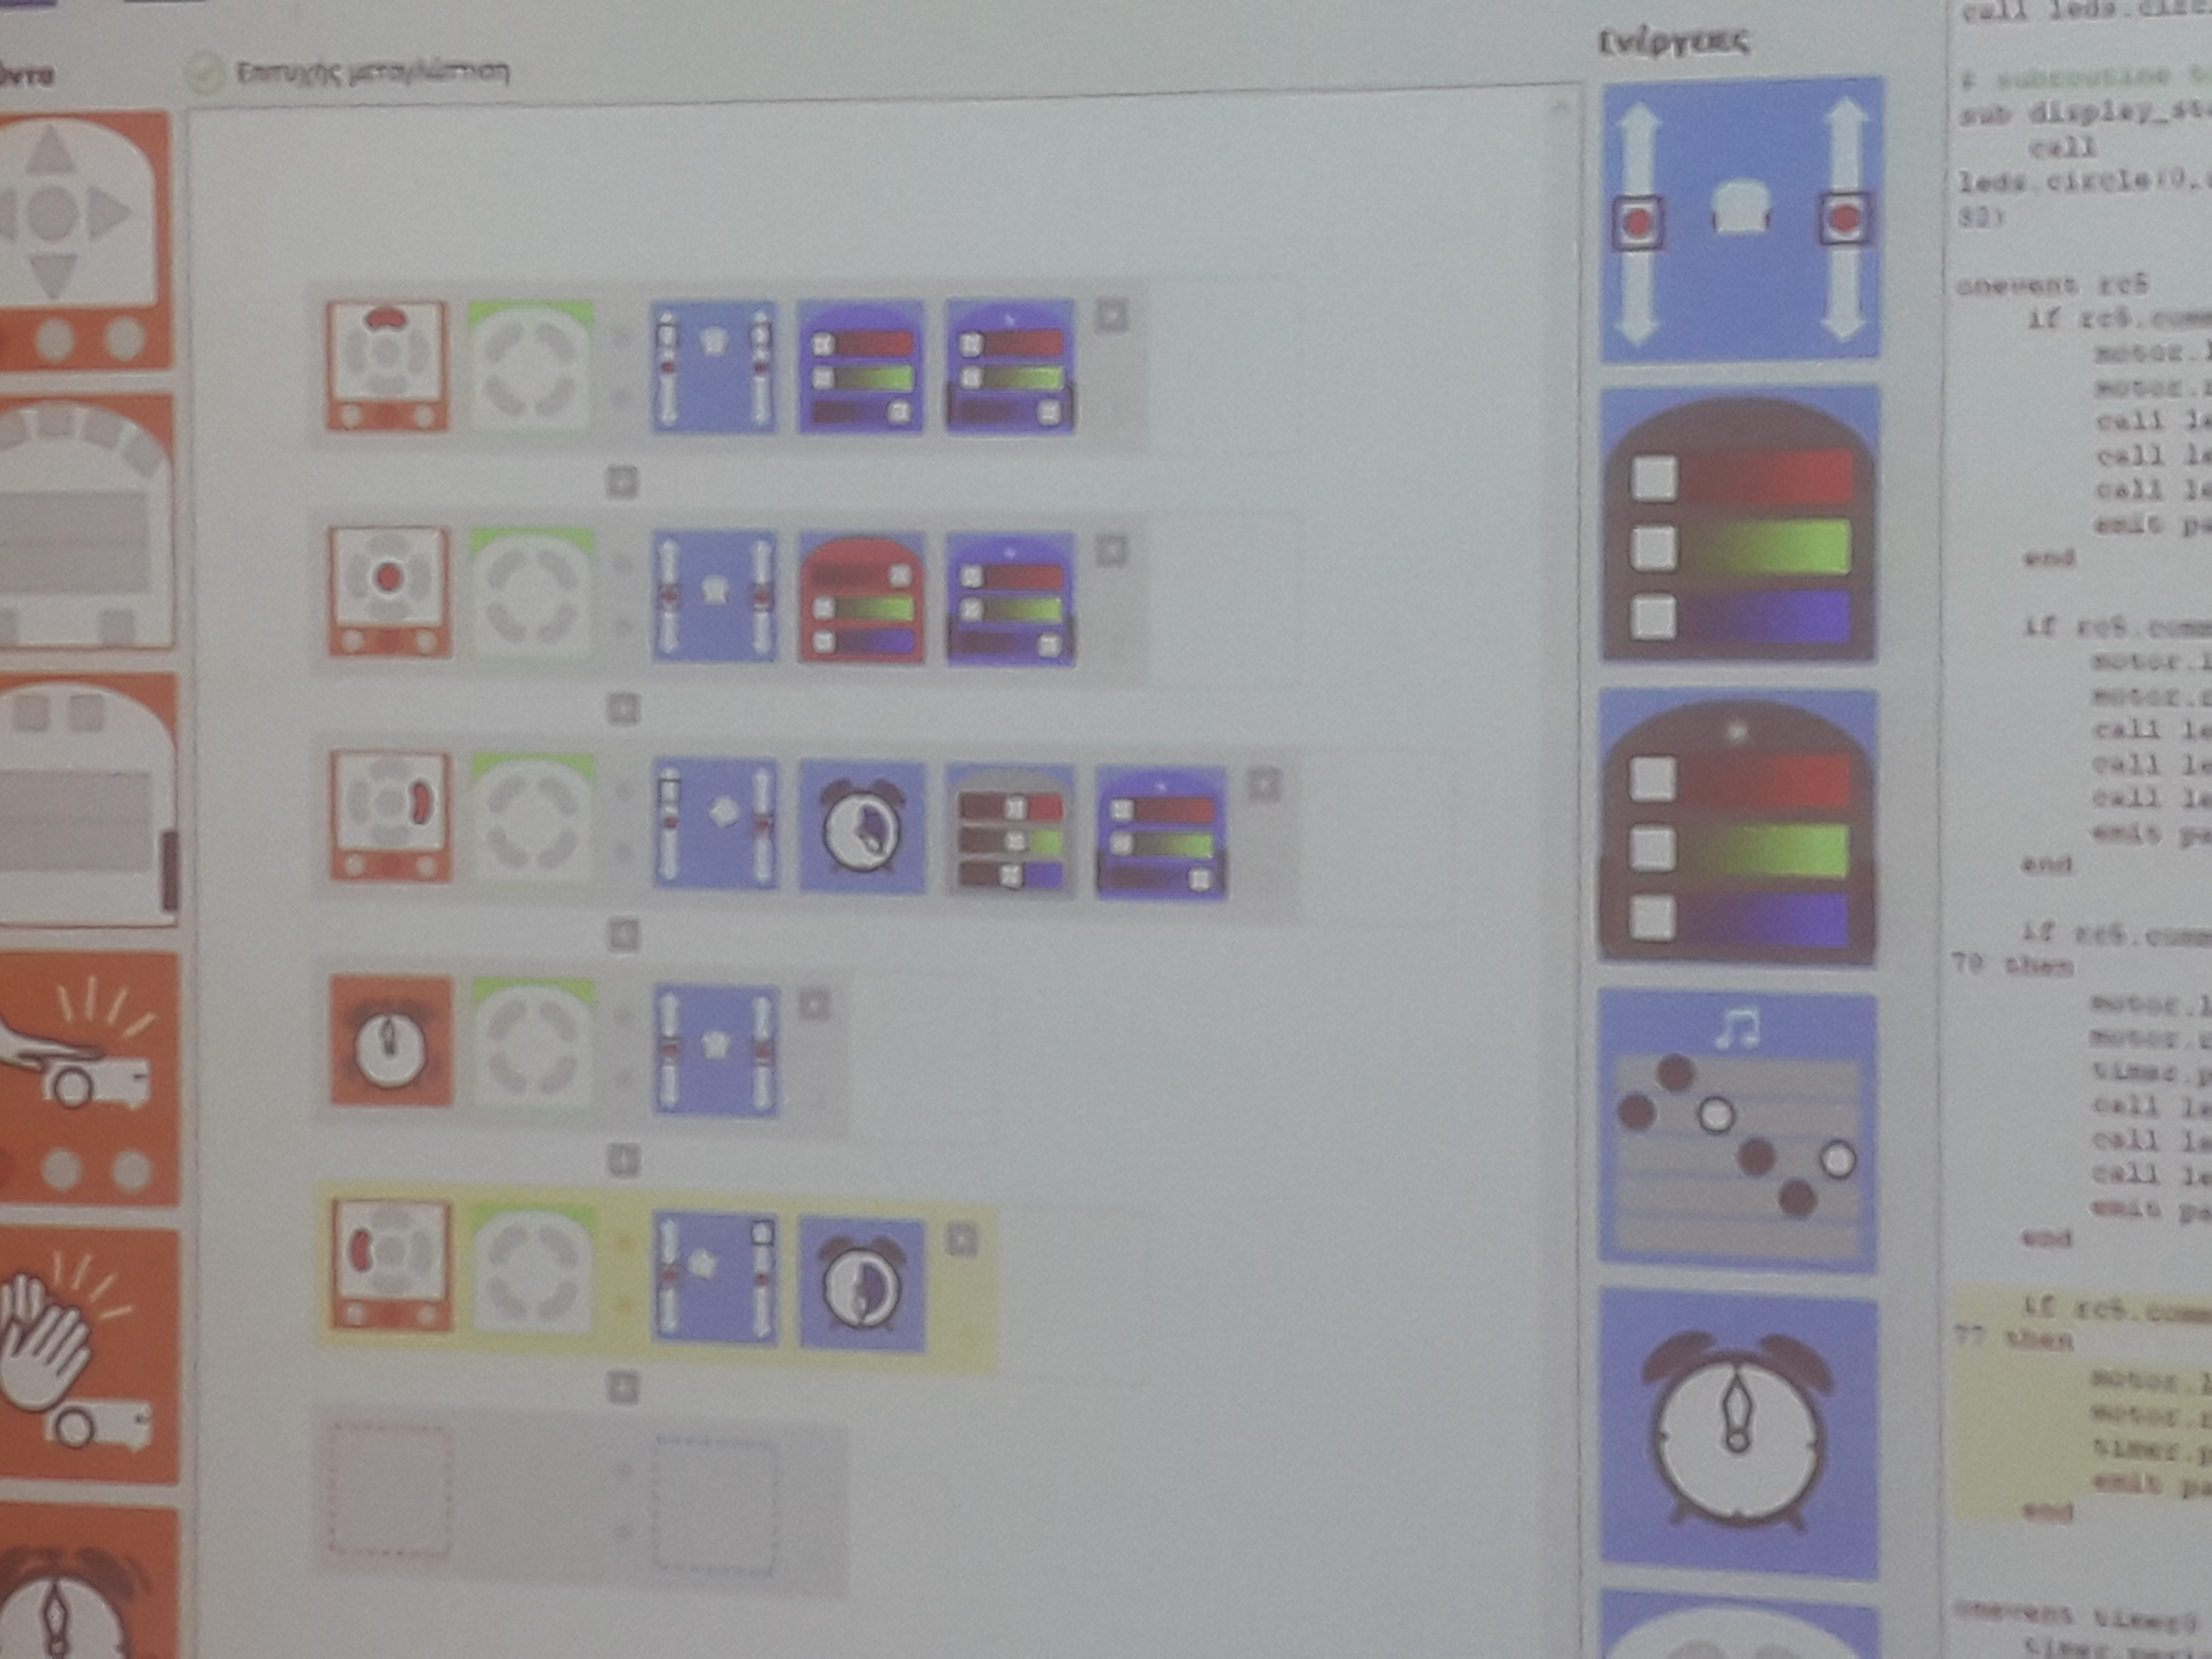 Επιτυχής μεταγλώττιση
Ενέργειες
call leds.circ
# subroutine
sub display_st
call
leds.circle(0,
82)
onevent rc5
if rc5.comm
motor.l
motor.
call le
call le
call le
emit pa
end
if rc5.comm
motor.l
motor.r
call le
call le
call le
emit pa
end
if rc5.comm
79 then
motor.l
motor.r
timer.p
call le
call le
call le
emit pa
end
if rc5.comm
77 then
motor.l
motor.r
timer.p
emit pa
end
onevent timer0
timer.peri